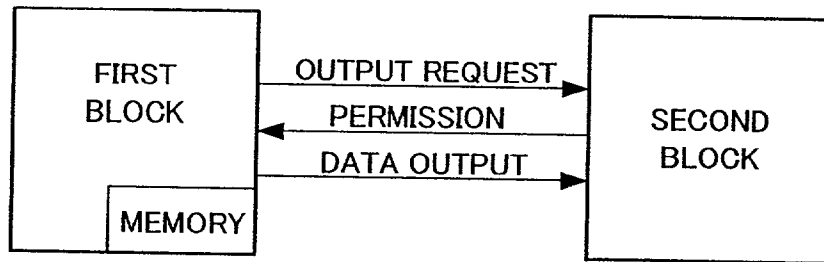 FIRST
BLOCK
MEMORY
OUTPUT REQUEST
PERMISSION
DATA OUTPUT
SECOND
BLOCK